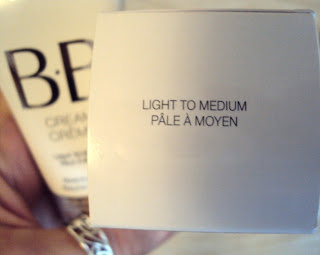 B·B
CREAM
CRÈME
LIGHT TO MEDIUM
PÂLE À MOYEN